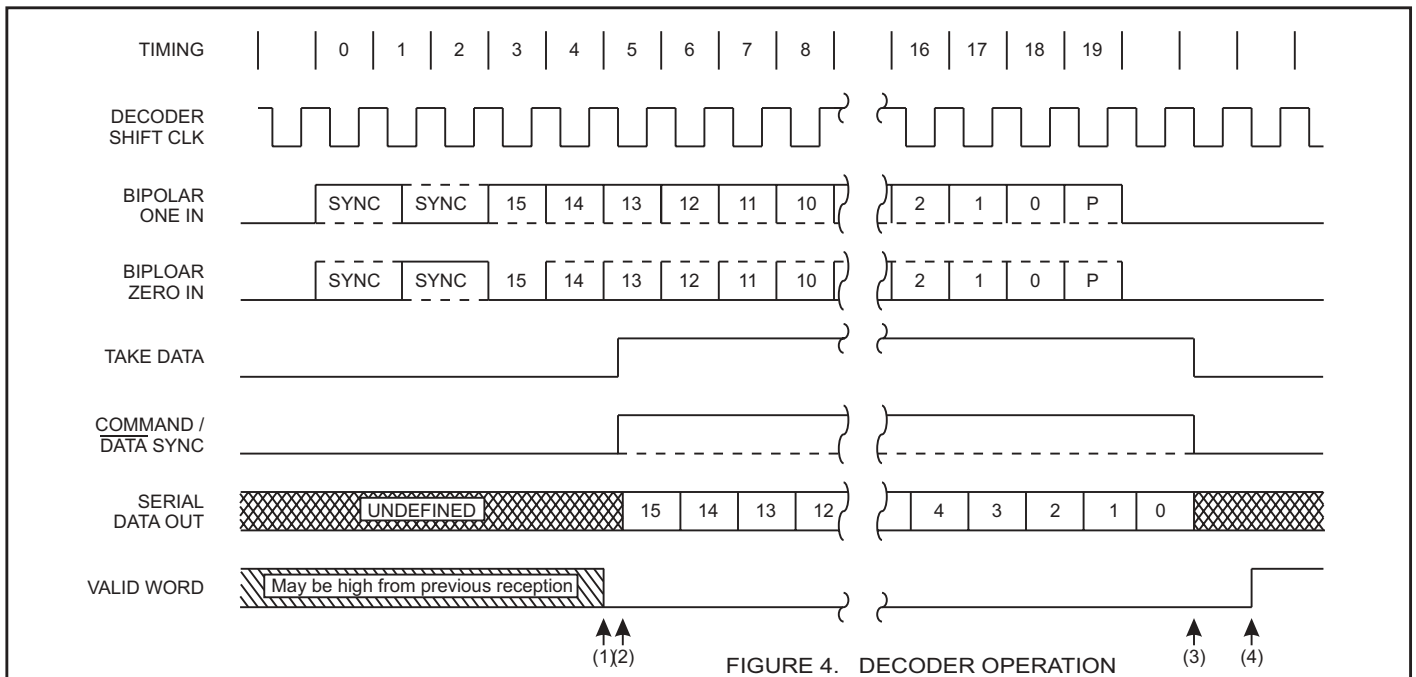 TIMING 0 1 2 3 4 5 6 7 8 16 17 18 19
DECODER
SHIFT CLK
BIPOLAR
ONE IN
SYNC SYNC 15 14 13 12 11 10 2 1 0 P
BIPLOAR
ZERO IN
SYNC SYNC 15 14 13 12 11 10 2 1 0 P
TAKE DATA
COMMAND /
DATA SYNC
SERIAL
DATA OUT
UNDEFINED 15 14 13 12 4 3 2 1 0
VALID WORD May be high from previous reception
(1) (2) (3) (4)
FIGURE 4. DECODER OPERATION